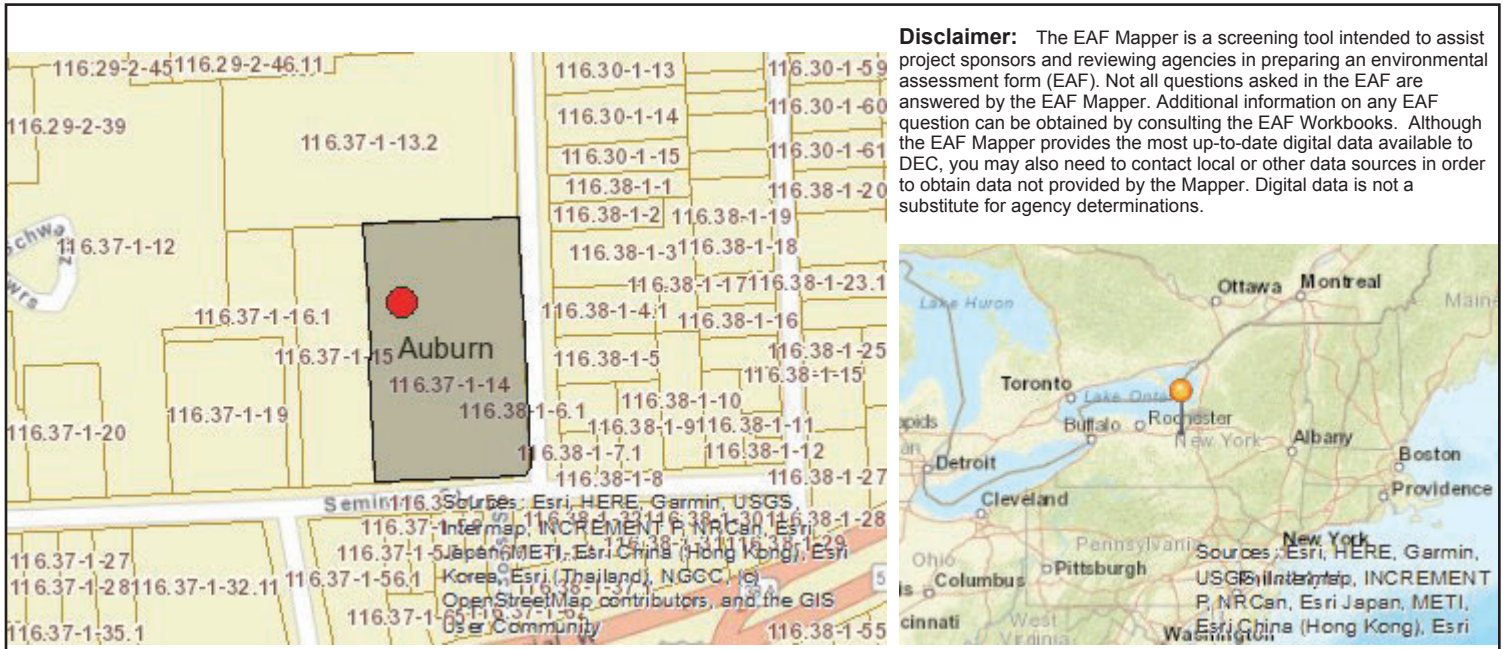 Disclaimer: The EAF Mapper is a screening tool intended to assist
project sponsors and reviewing agencies in preparing an environmental
assessment form (EAF). Not all questions asked in the EAF are
answered by the EAF Mapper. Additional information on any EAF
question can be obtained by consulting the EAF Workbooks. Although
the EAF Mapper provides the most up-to-date digital data available to
DEC, you may also need to contact local or other data sources in order
to obtain data not provided by the Mapper. Digital data is not a
substitute for agency determinations.
116.29-2-45 116.29-2-46.11
116.30-1-13 116.30-1-59
116.29-2-39
116.37-1-13.2
116.30-1-14 116.30-1-60
116.30-1-15 116.30-1-61
116.38-1-1 116.38-1-20
116.38-1-2 116.38-1-19
116.37-1-12
116.38-1-3 116.38-1-18
116.38-1-17 116.38-1-23.1
116.37-1-16.1
116.38-1-4.1 116.38-1-16
Auburn
116.37-1-15
116.38-1-5 116.38-1-25
116.37-1-14
116.38-1-15
116.38-1-10
116.37-1-19
116.38-1-6.1
116.37-1-20
116.38-1-9 116.38-1-11
116.38-1-7.1 116.38-1-12
116.38-1-8 116.38-1-27
Sources: Esri, HERE, Garmin, USGS,
Intermap, INCREMENT P, NRCan, Esri
Japan, METI, Esri China (Hong Kong), Esri
Korea, Esri (Thailand), NGCC, (c)
OpenStreetMap contributors, and the GIS
User Community
116.38-1-28
116.37-1-27
116.37-1-28 116.37-1-32.11 116.37-1-56.1
116.37-1-35.1
116.38-1-55
Lake Huron
Ottawa Montreal
Toronto
Lake
Buffalo Rochester
New York
Albany
Detroit
Boston
Providence
Cleveland
New York
Pennsylvania
Ohio
Pittsburgh
Columbus
West
Virginia
Washington
Sources: Esri, HERE, Garmin,
USGS, Intermap, INCREMENT
P, NRCan, Esri Japan, METI,
Esri China (Hong Kong), Esri